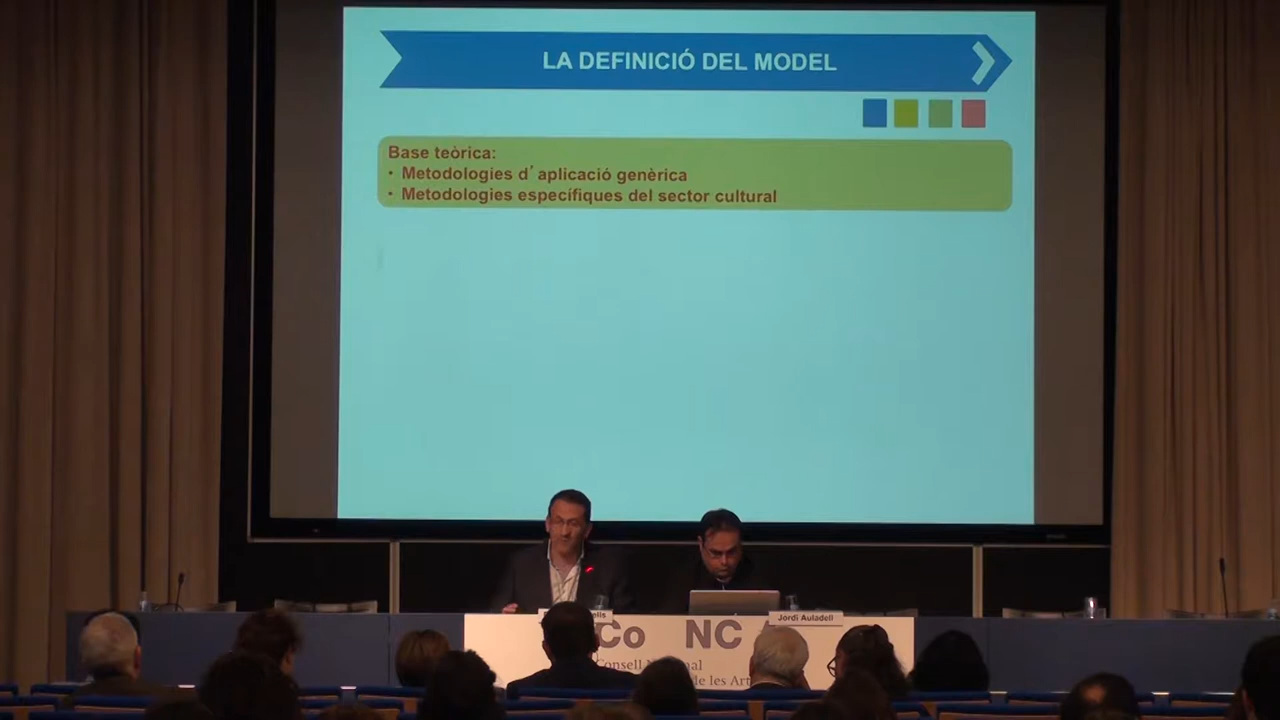 LA DEFINICIÓ DEL MODEL
Base teòrica:
• Metodologies d´aplicació genèrica
• Metodologies específiques del sector cultural
Jordi Auladell
Co NC
Consell
de les